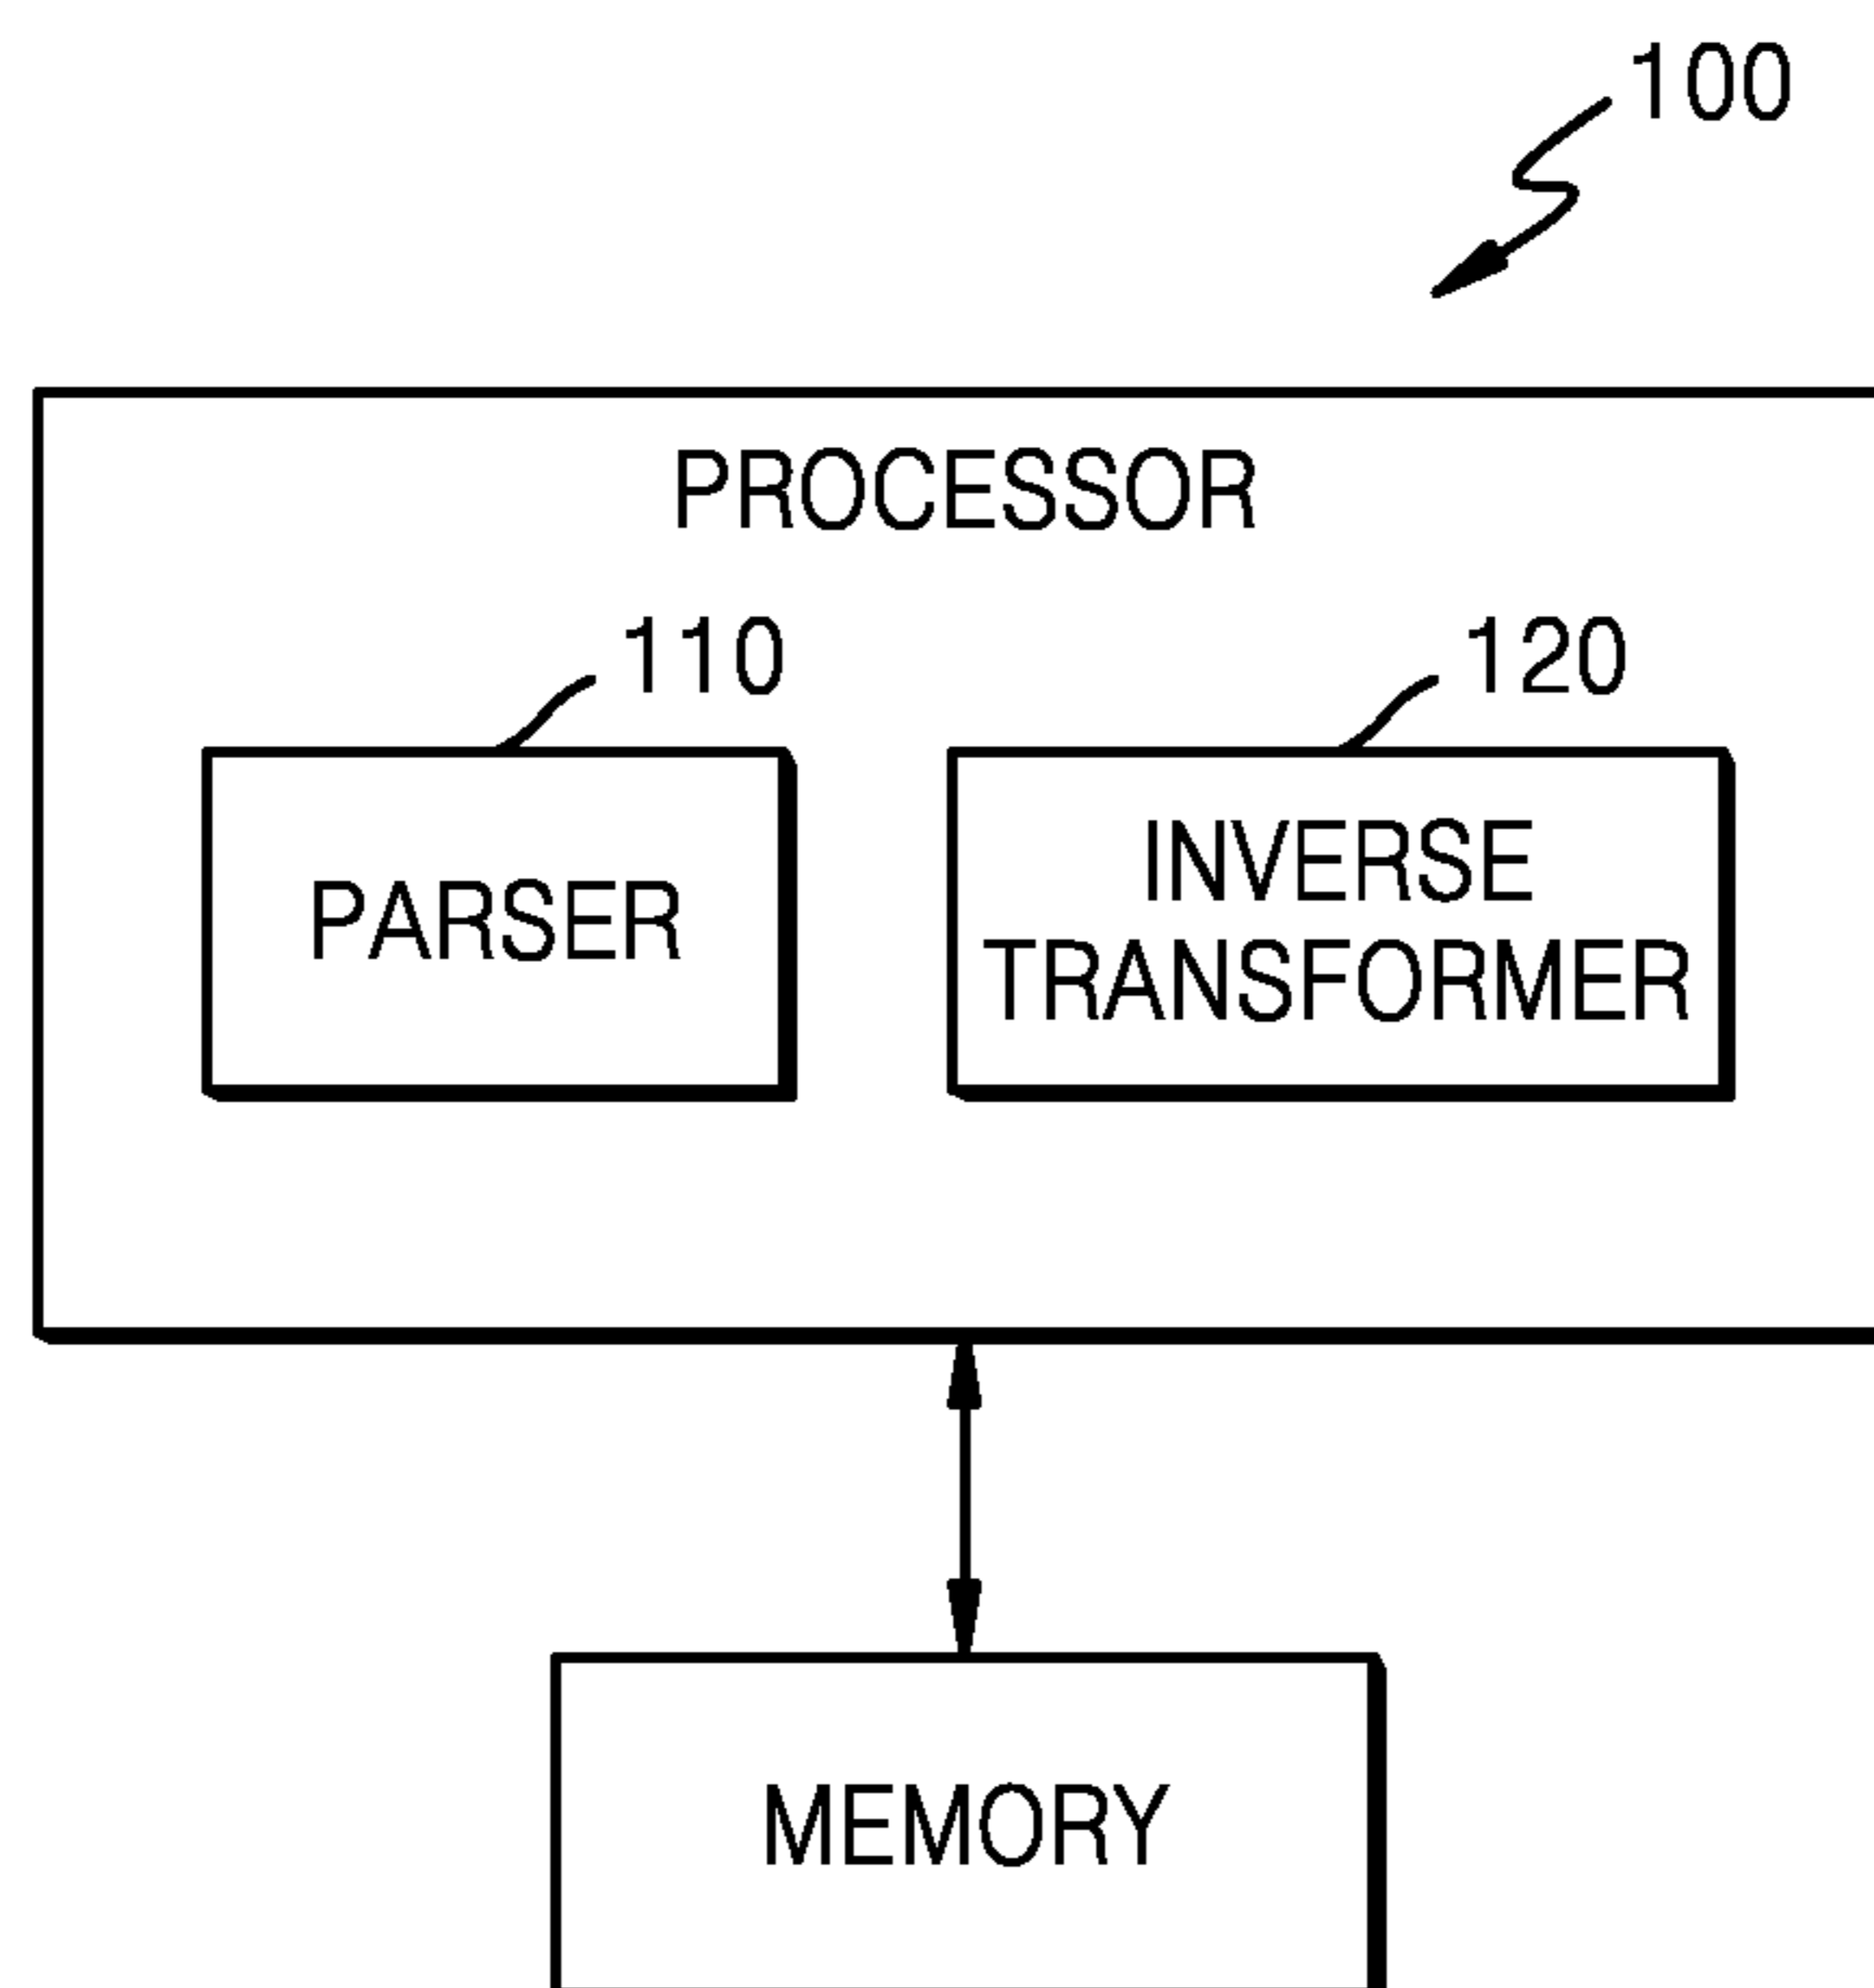 100
PROCESSOR
110
120
PARSER
INVERSE
TRANSFORMER
MEMORY